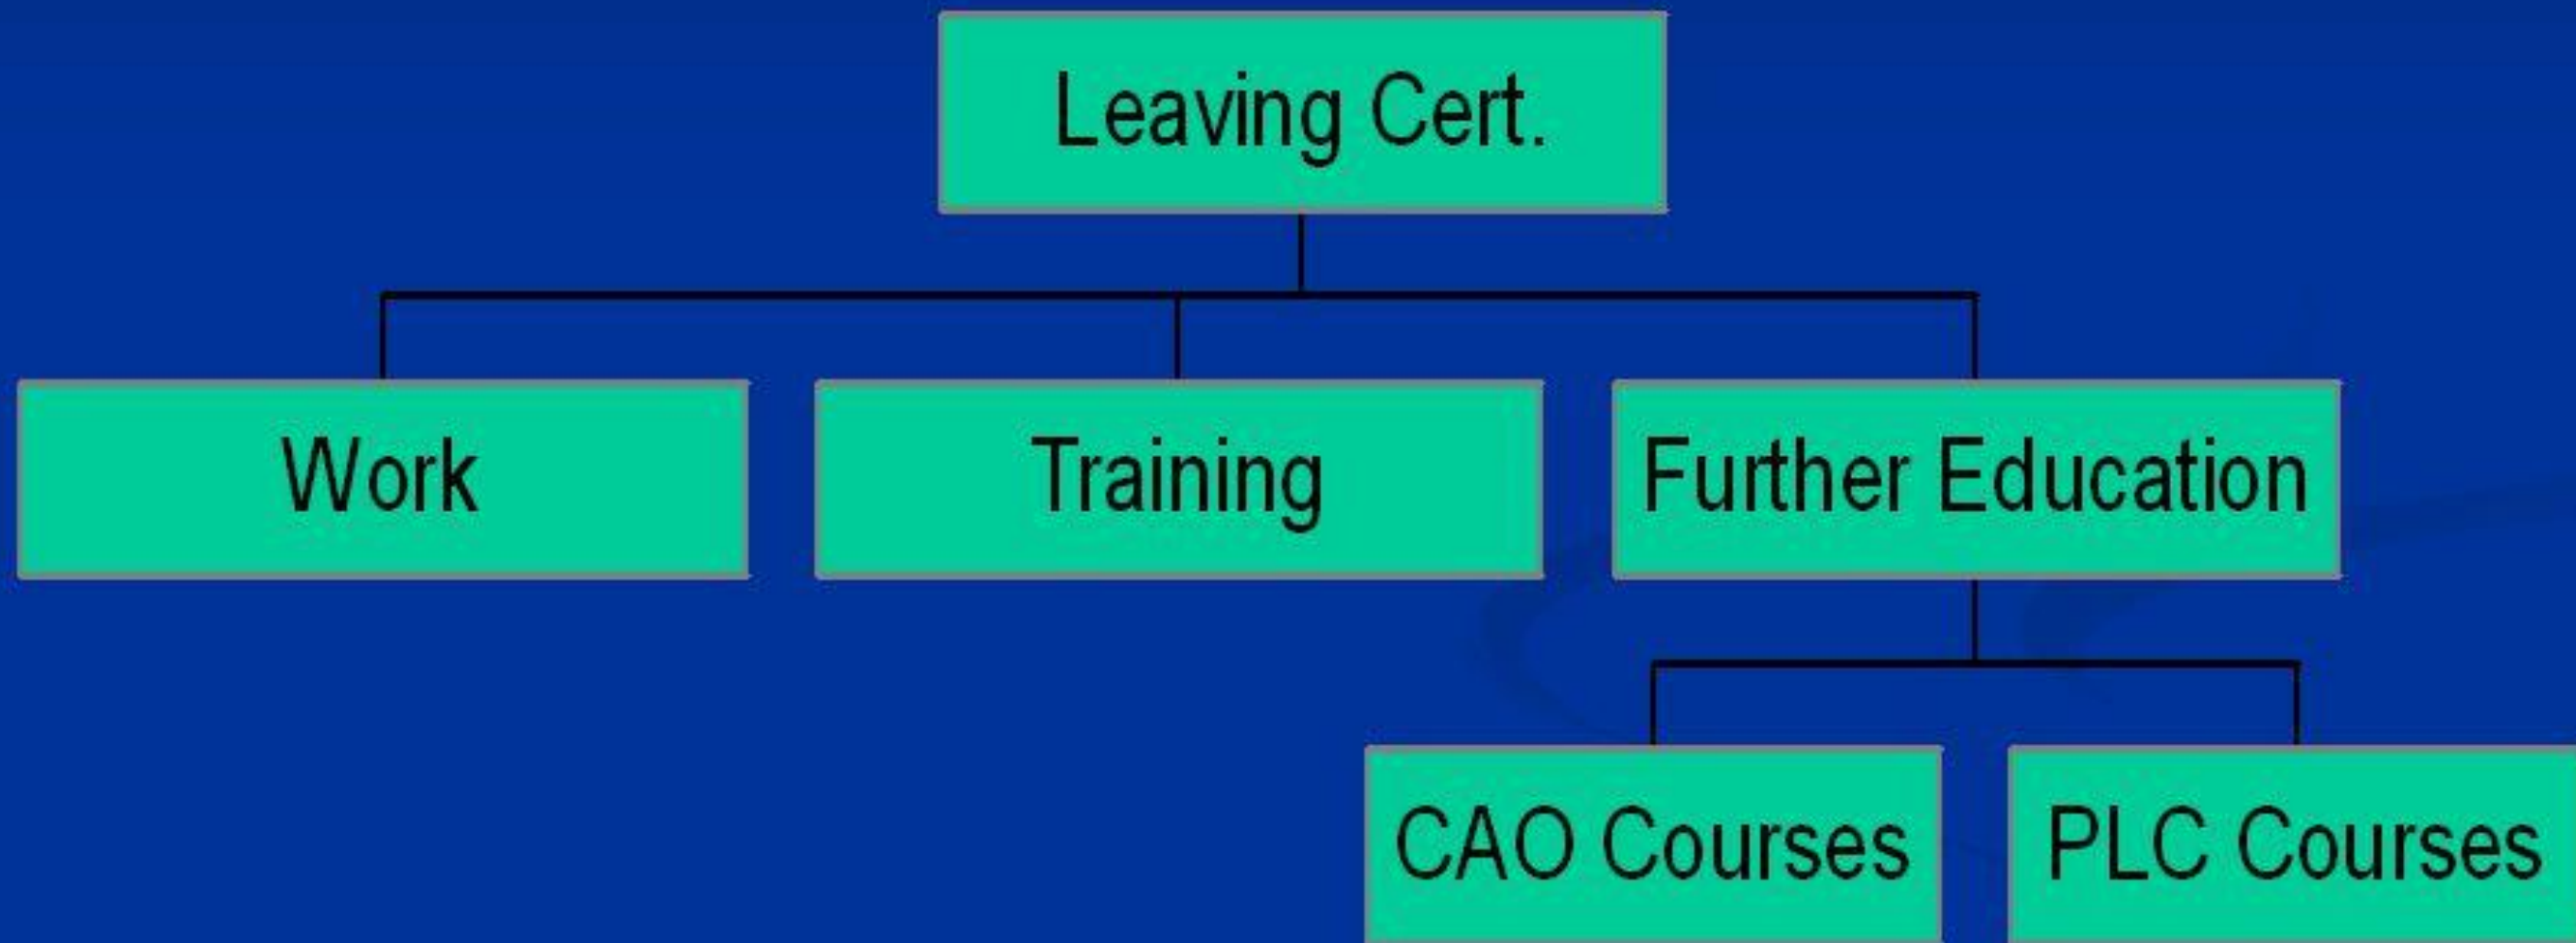 Leaving Cert.
Work
Training
Further Education
CAO Courses
PLC Courses